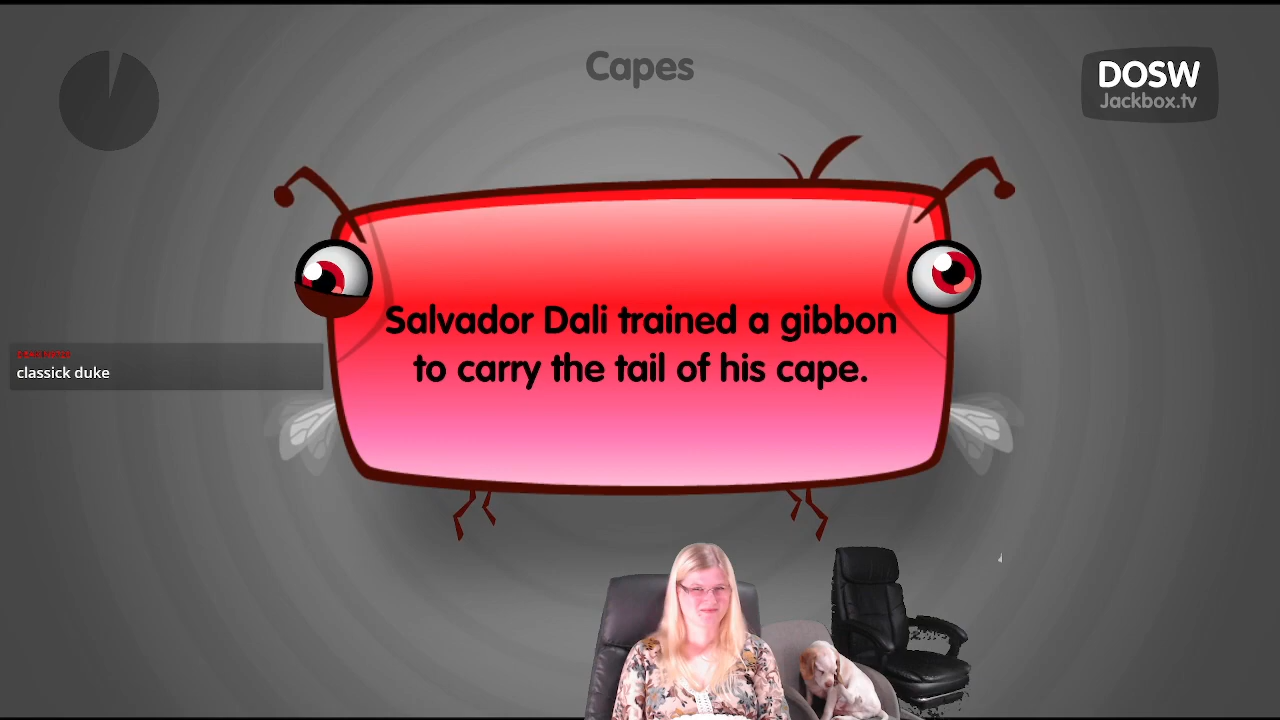 Capes
DOSW
Jackbox.tv
Salvador Dali trained a gibbon
to carry the tail of his cape.
classick duke